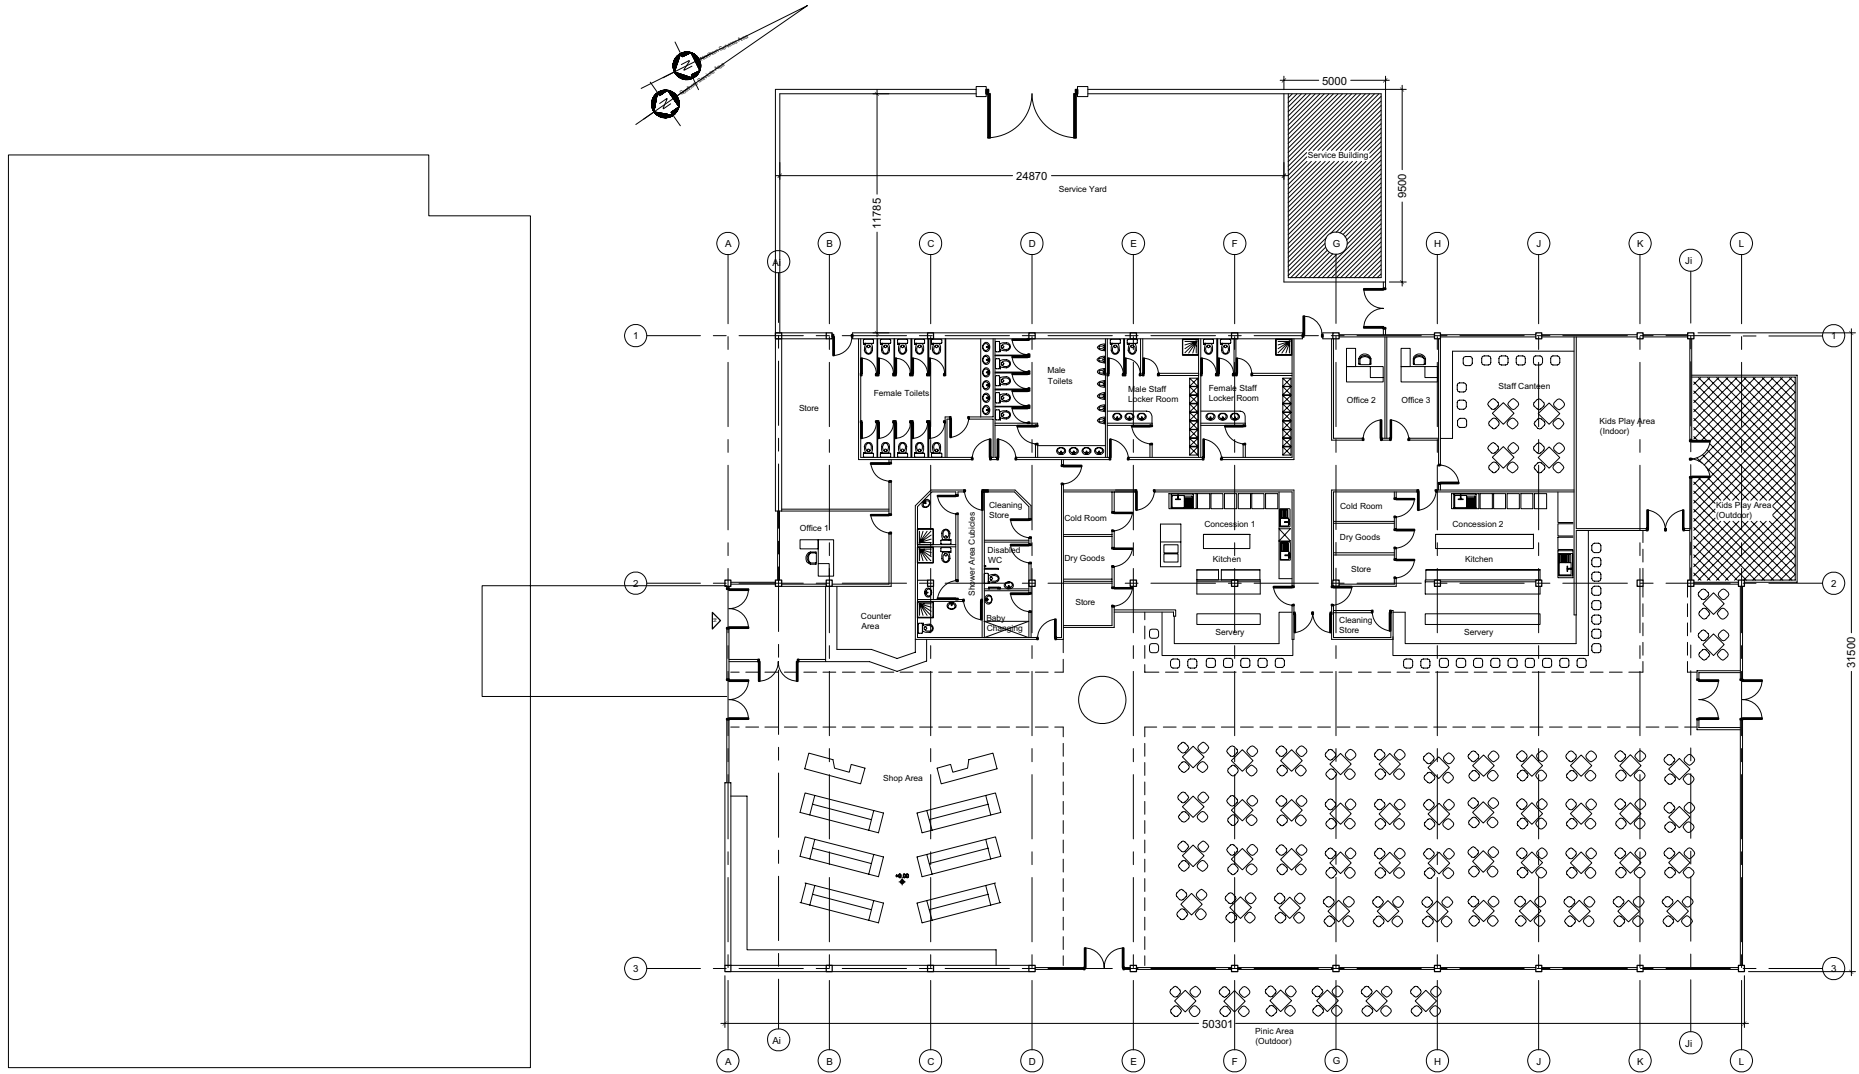 N
N
5000
Service Building
24870
Service Yard
11785
9500
A
Ai
B
C
D
E
F
G
H
J
K
Ji
L
1
1
Store
Female Toilets
Male
Toilets
Male Staff
Locker Room
Female Staff
Locker Room
Office 2
Office 3
Staff Canteen
Kids Play Area
(Indoor)
Kids Play Area
(Outdoor)
Office 1
Shower Area Cubicles
Cleaning
Store
Disabled
WC
Baby
Changing
Cold Room
Dry Goods
Store
Concession 1
Kitchen
Servery
Cold Room
Dry Goods
Store
Cleaning
Store
Concession 2
Kitchen
Servery
2
2
Counter
Area
31500
Shop Area
+0.00
3
3
50301
Pinic Area
(Outdoor)
A
Ai
B
C
D
E
F
G
H
J
K
Ji
L